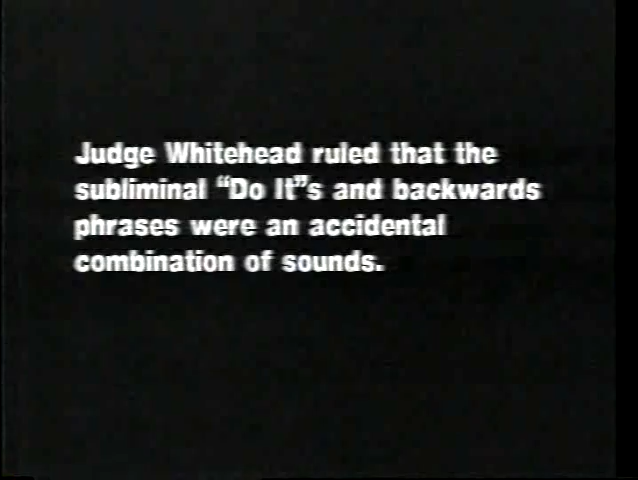 Judge Whitehead ruled that the
subliminal “Do It”s and backwards
phrases were an accidental
combination of sounds.